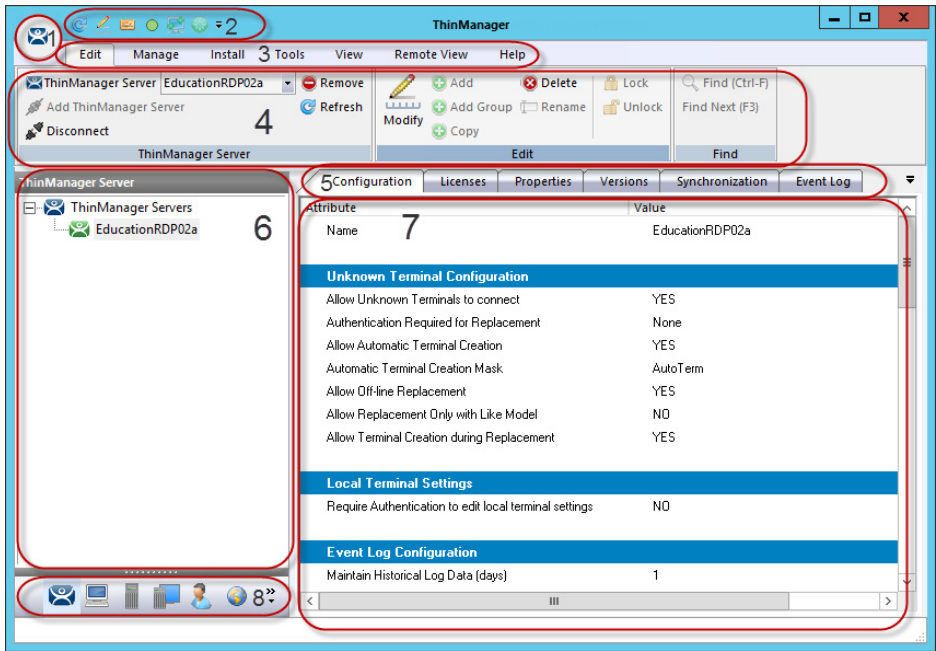 1
2
ThinManager
Edit Manage Install 3 Tools View Remote View Help
ThinManager Server EducationRDP02a Remove Add Delete Lock Find (Ctrl-F)
Add ThinManager Server Refresh Modify Add Group Rename Unlock Find Next (F3)
Disconnect 4 Copy
ThinManager Server Edit Find
ThinManager Server 5 Configuration Licenses Properties Versions Synchronization Event Log
ThinManager Servers
EducationRDP02a
6
Attribute Value
Name 7 EducationRDP02a
Unknown Terminal Configuration
Allow Unknown Terminals to connect YES
Authentication Required for Replacement None
Allow Automatic Terminal Creation YES
Automatic Terminal Creation Mask AutoTerm
Allow Off-line Replacement YES
Allow Replacement Only with Like Model NO
Allow Terminal Creation during Replacement YES
Local Terminal Settings
Require Authentication to edit local terminal settings NO
Event Log Configuration
Maintain Historical Log Data (days) 1
8